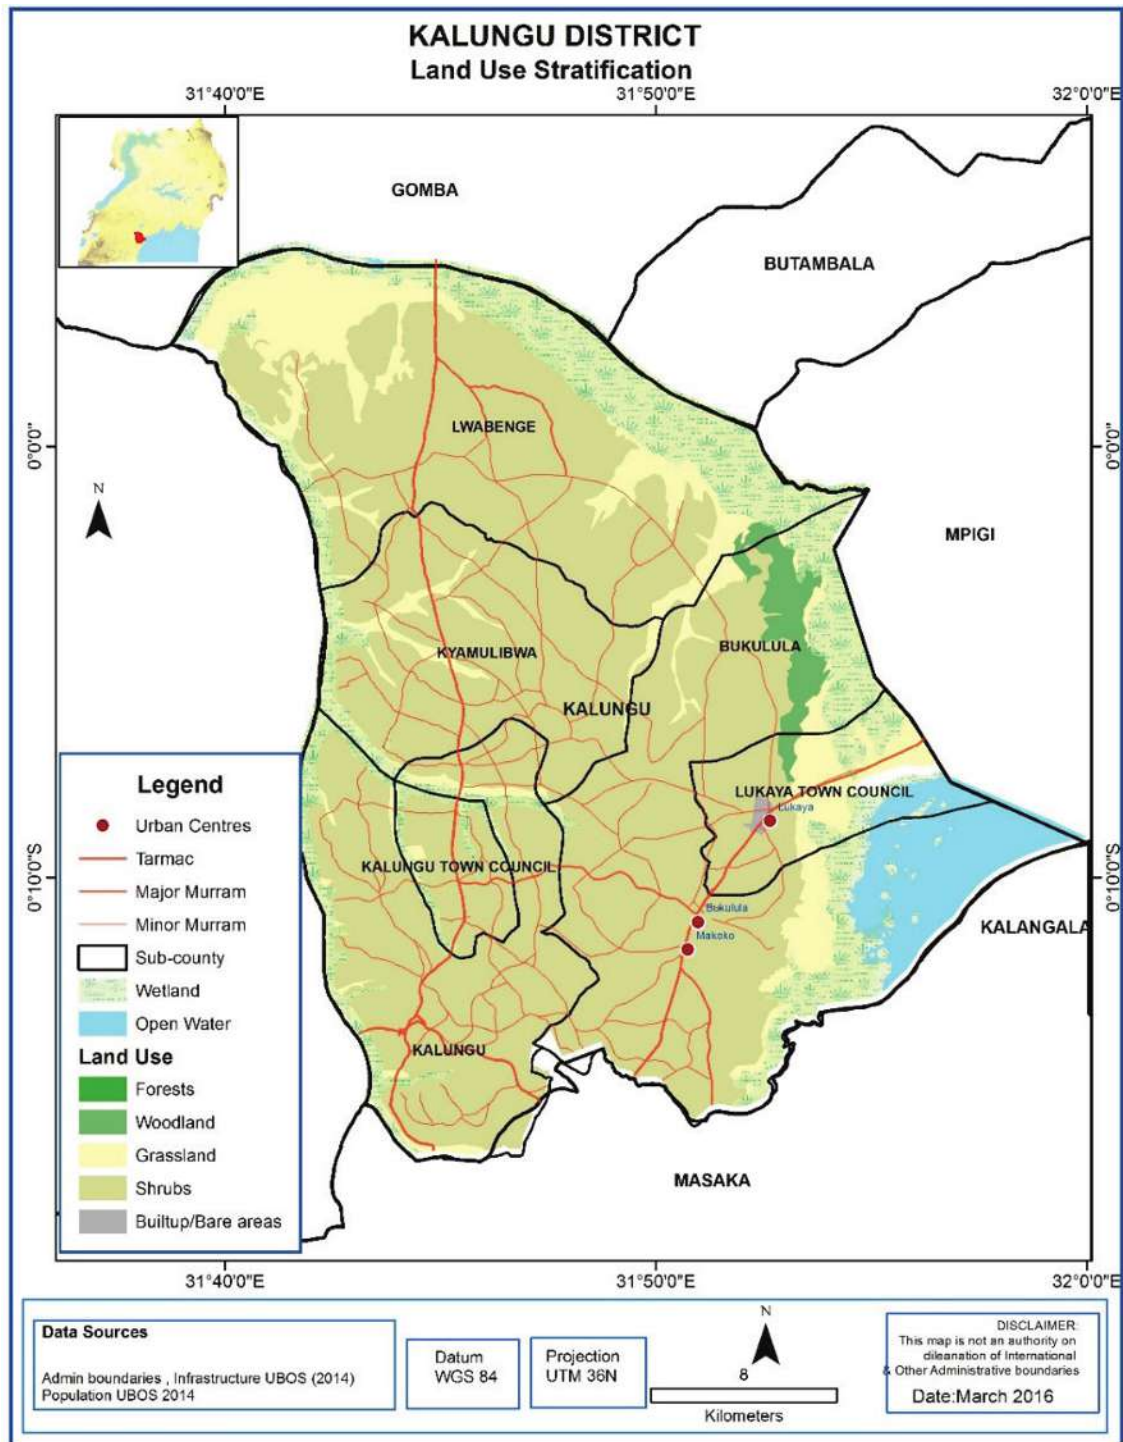 KALUNGU DISTRICT
Land Use Stratification
31°40'0"E
31°50'0"E
32°0'0"E
GOMBA
BUTAMBALA
LWABENGE
0°0'0"
0°0'0"
N
MPIGI
KYAMULIBWA
BUKULULA
KALUNGU
LUKAYA TOWN COUNCIL
Lukaya
KALUNGU TOWN COUNCIL
0°10'0"S
0°10'0"S
Bukulula
Makoko
KALANGALA
KALUNGU
MASAKA
Legend
Urban Centres
Tarmac
Major Murram
Minor Murram
Sub-county
Wetland
Open Water
Land Use
Forests
Woodland
Grassland
Shrubs
Builtup/Bare areas
31°40'0"E
31°50'0"E
32°0'0"E
Data Sources
Admin boundaries , Infrastructure UBOS (2014)
Population UBOS 2014
Datum
WGS 84
Projection
UTM 36N
N
8
Kilometers
DISCLAIMER:
This map is not an authority on
dileanation of International
& Other Administrative boundaries
Date:March 2016